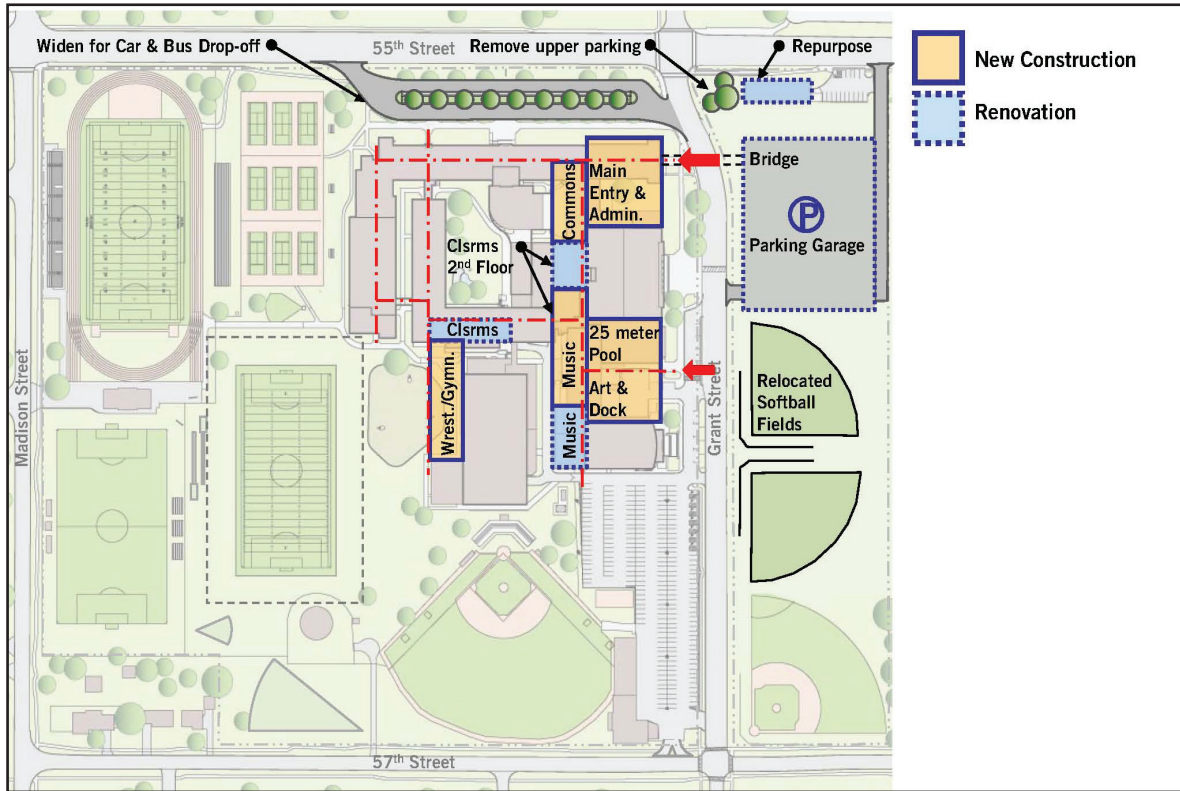 Widen for Car & Bus Drop-off
55th Street
Remove upper parking
Repurpose
New Construction
Renovation
Commons
Main
Entry &
Admin.
Bridge
P
Parking Garage
Clsrms
2nd Floor
Clsrms
Wrest./Gymn.
Music
25 meter
Pool
Art &
Dock
Music
Relocated
Softball
Fields
Madison Street
Grant Street
57th Street